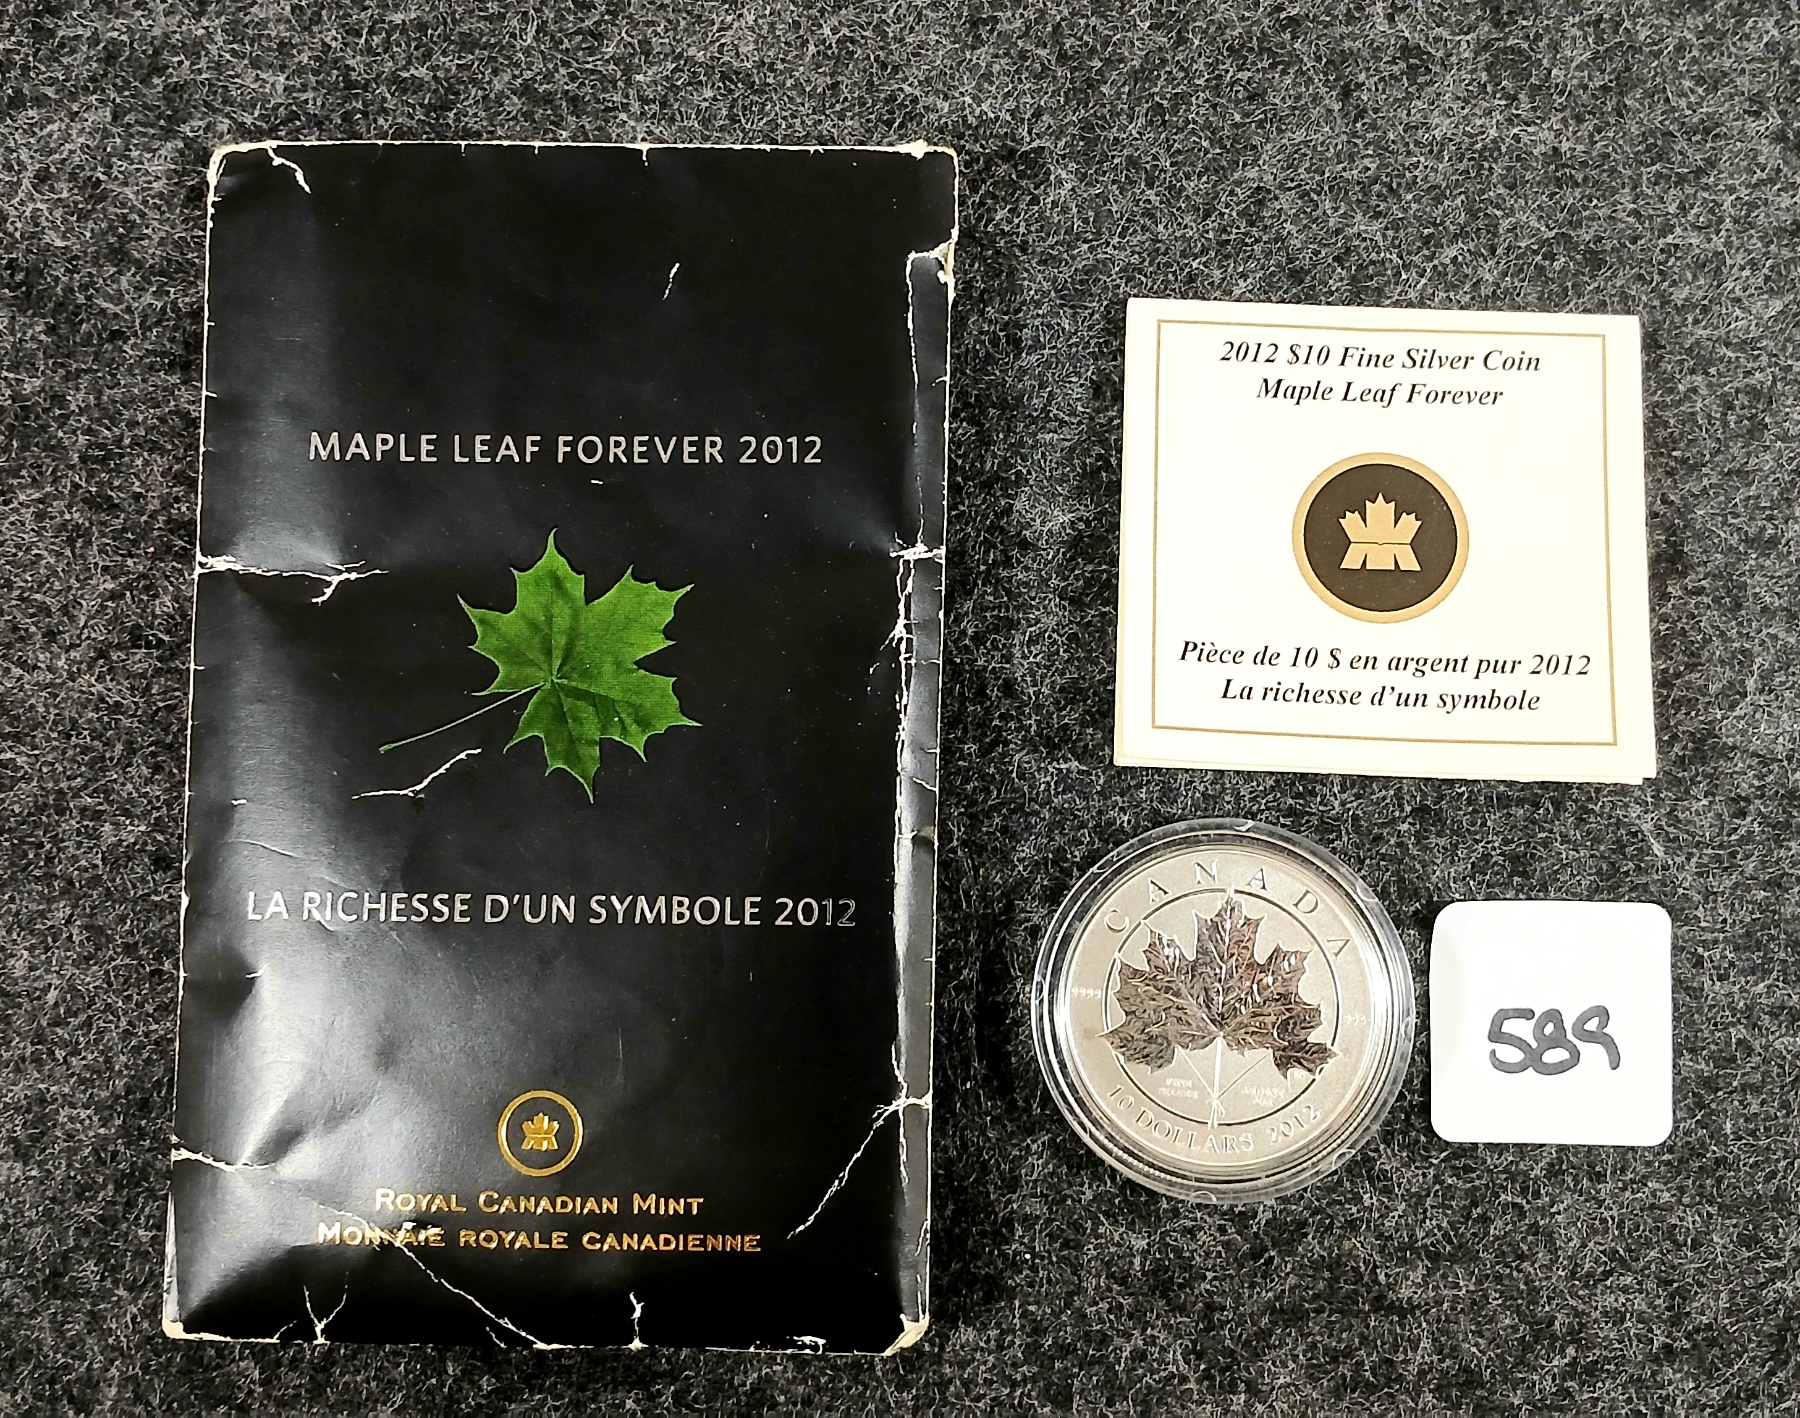 MAPLE LEAF FOREVER 2012
LA RICHESSE D'UN SYMBOLE 2012
ROYAL CANADIAN MINT
MONNAIE ROYALE CANADIENNE
2012 $10 Fine Silver Coin
Maple Leaf Forever
Pièce de 10 $ en argent pur 2012
La richesse d'un symbole
CANADA
9999
10 DOLLARS 2012
589